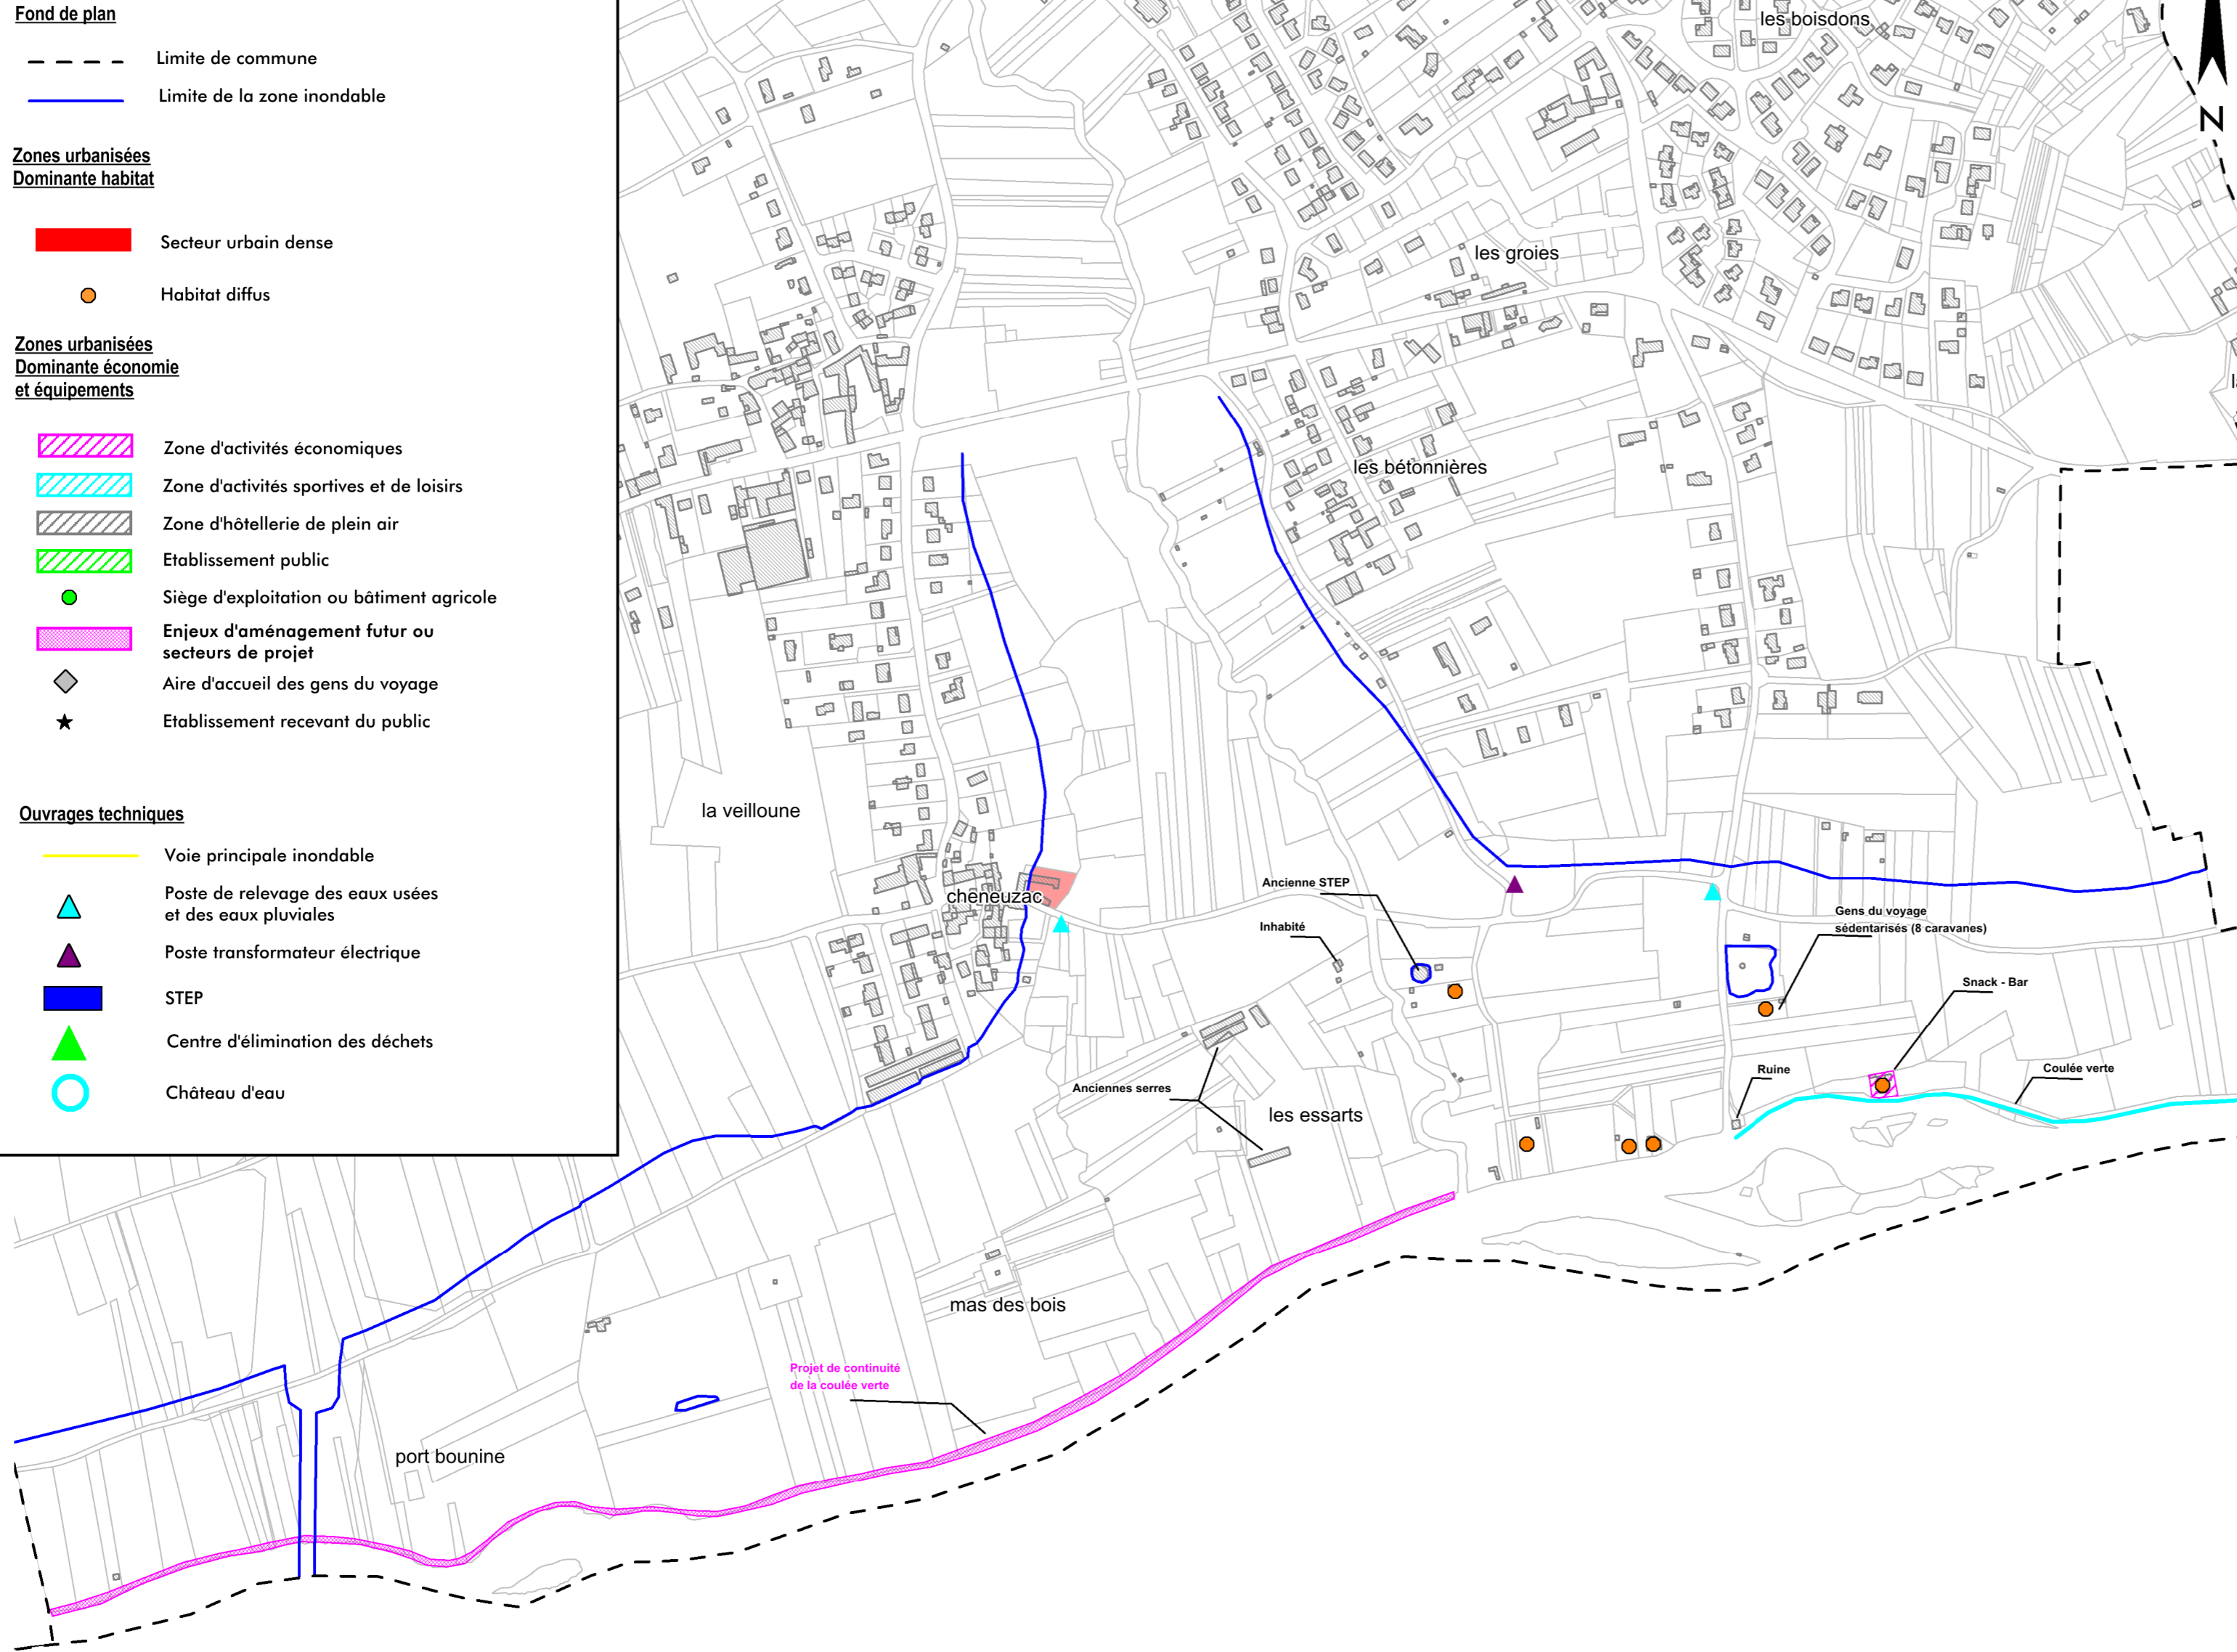 Fond de plan
Limite de commune
Limite de la zone inondable
Zones urbanisées
Dominante habitat
Secteur urbain dense
Habitat diffus
Zones urbanisées
Dominante économie
et équipements
Zone d'activités économiques
Zone d'activités sportives et de loisirs
Zone d'hôtellerie de plein air
Etablissement public
Siège d'exploitation ou bâtiment agricole
Enjeux d'aménagement futur ou
secteurs de projet
Aire d'accueil des gens du voyage
Etablissement recevant du public
Ouvrages techniques
Voie principale inondable
Poste de relevage des eaux usées
et des eaux pluviales
Poste transformateur électrique
STEP
Centre d'élimination des déchets
Château d'eau
les boisdons
N
les groies
les bétonnières
la veilloune
cheneuzac
Ancienne STEP
Inhabité
Gens du voyage
sédentarisés (8 caravanes)
Snack - Bar
Ruine
Coulée verte
Anciennes serres
les essarts
mas des bois
Projet de continuité
de la coulée verte
port bounine